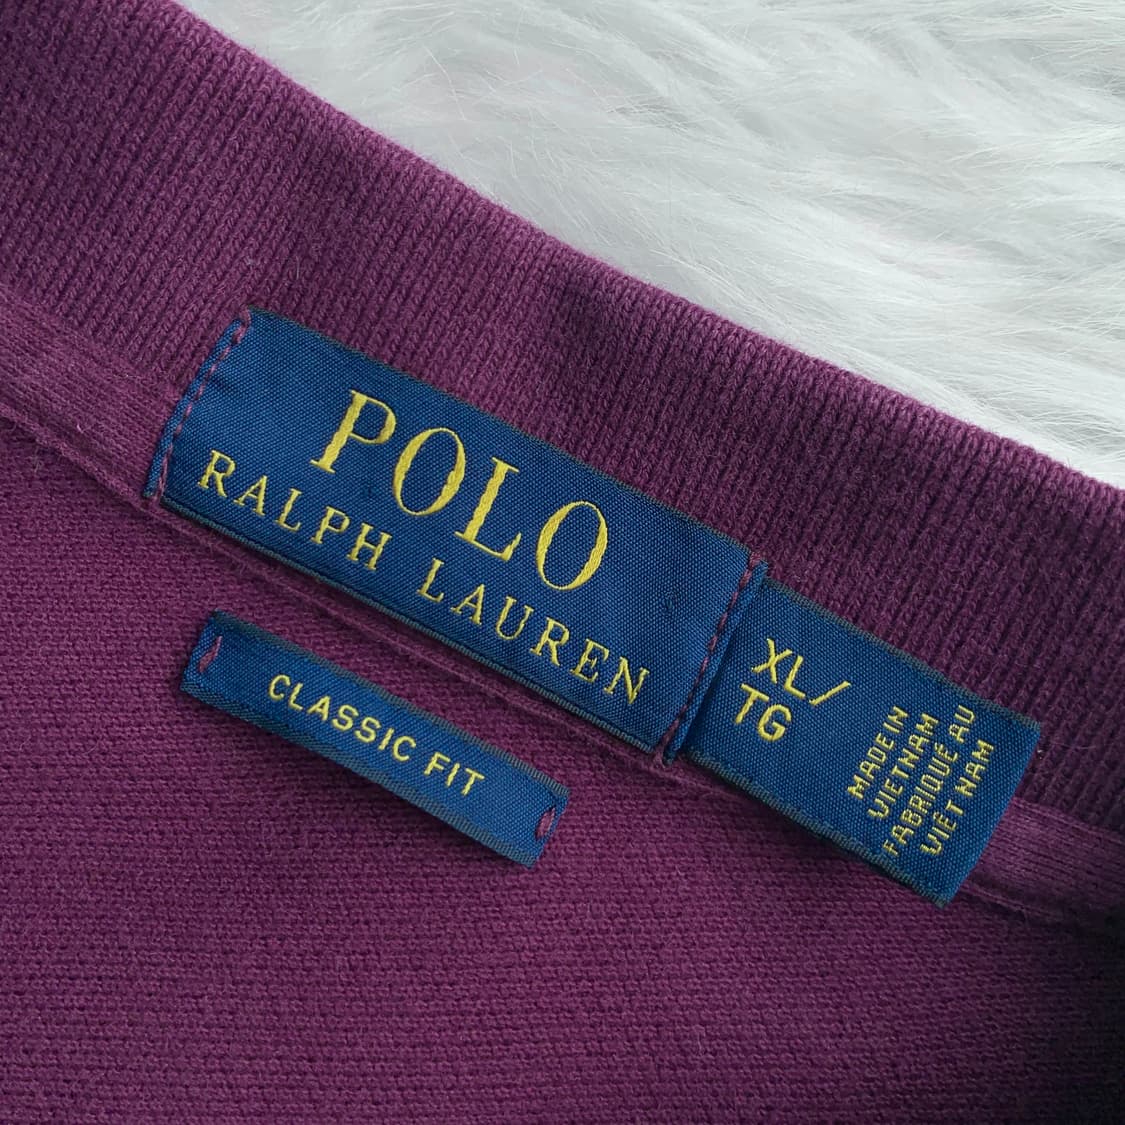 POLO
RALPH LAUREN
XL/
TG
MADE IN
VIETNAM
FABRIQUÉ AU
VIÊT NAM
CLASSIC FIT